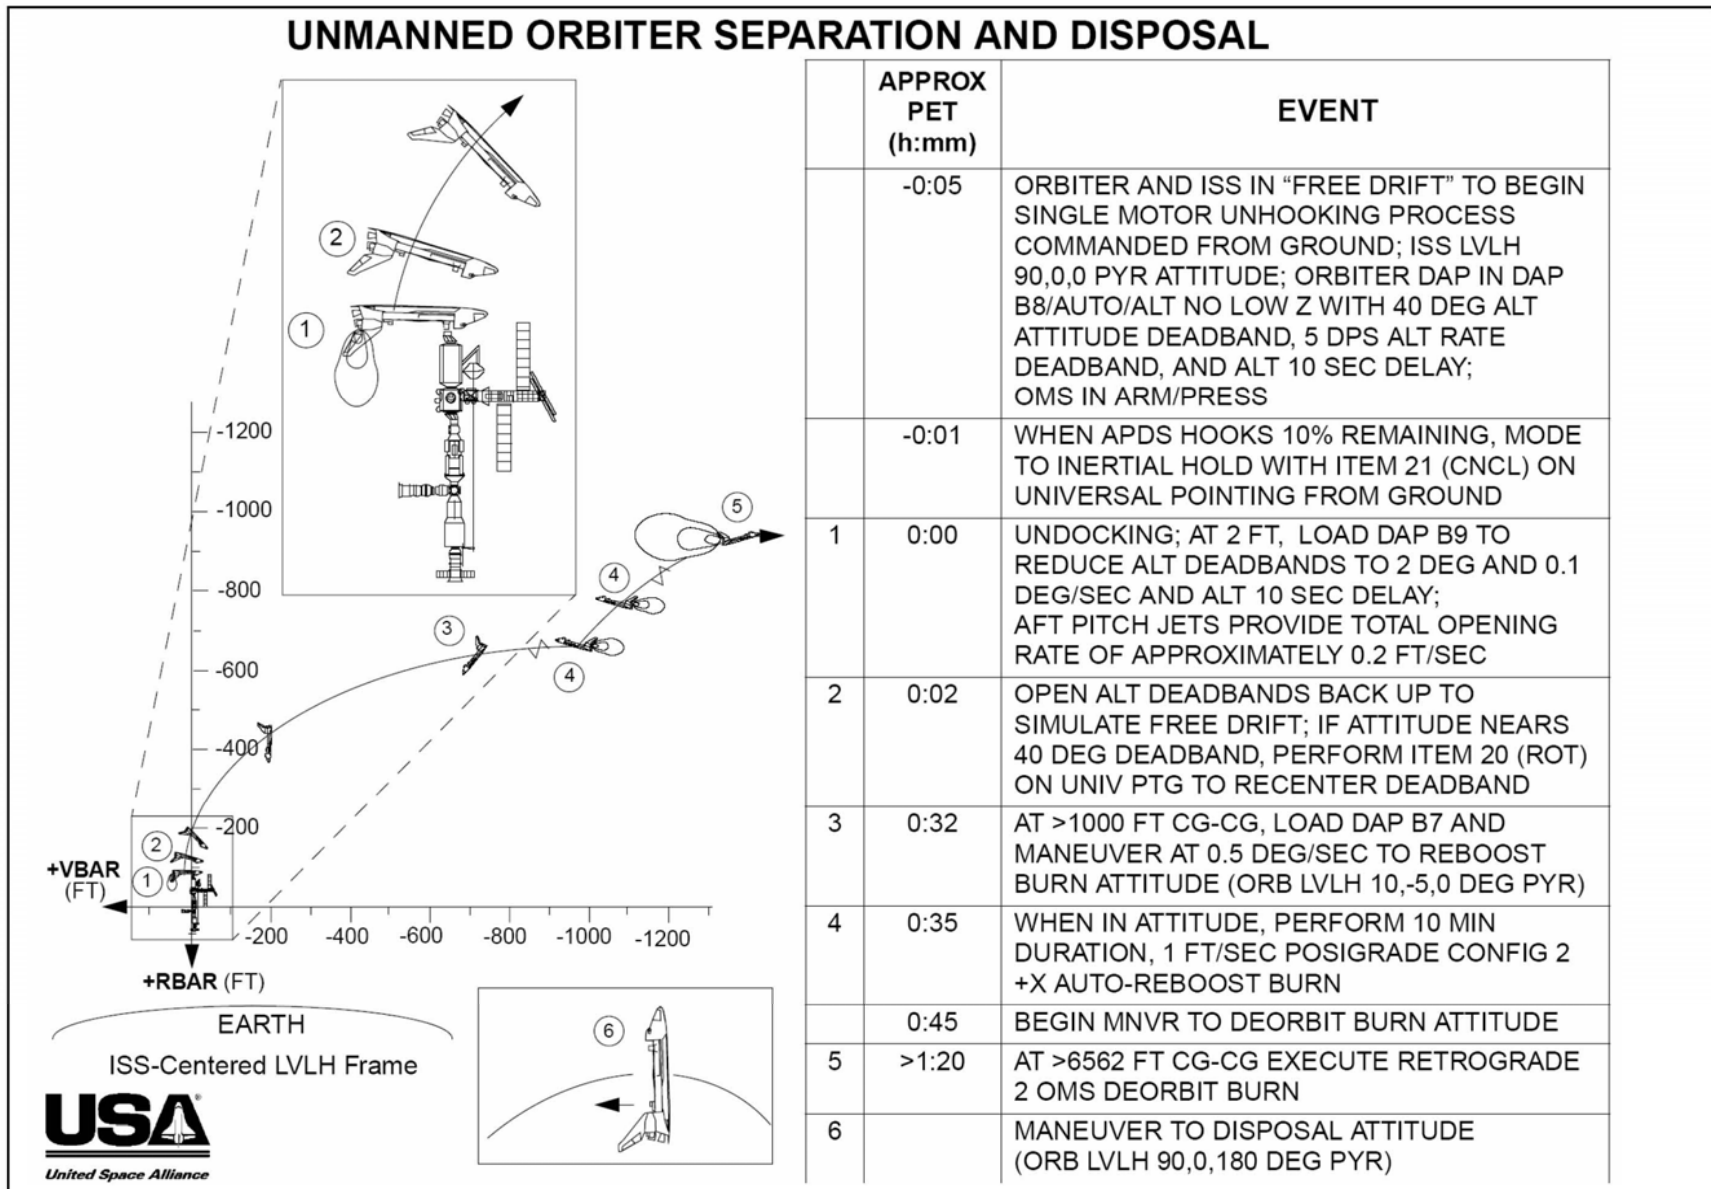 UNMANNED ORBITER SEPARATION AND DISPOSAL
2
1
-1200
-1000
-800
-600
-400
-200
5
4
3
4
2
1
+VBAR
(FT)
-200
-400
-600
-800
-1000
-1200
+RBAR (FT)
EARTH
ISS-Centered LVLH Frame
6
USA®
United Space Alliance
APPROX
PET
(h:mm)
EVENT
-0:05
ORBITER AND ISS IN “FREE DRIFT” TO BEGIN
SINGLE MOTOR UNHOOKING PROCESS
COMMANDED FROM GROUND; ISS LVLH
90,0,0 PYR ATTITUDE; ORBITER DAP IN DAP
B8/AUTO/ALT NO LOW Z WITH 40 DEG ALT
ATTITUDE DEADBAND, 5 DPS ALT RATE
DEADBAND, AND ALT 10 SEC DELAY;
OMS IN ARM/PRESS
-0:01
WHEN APDS HOOKS 10% REMAINING, MODE
TO INERTIAL HOLD WITH ITEM 21 (CNCL) ON
UNIVERSAL POINTING FROM GROUND
1
0:00
UNDOCKING; AT 2 FT, LOAD DAP B9 TO
REDUCE ALT DEADBANDS TO 2 DEG AND 0.1
DEG/SEC AND ALT 10 SEC DELAY;
AFT PITCH JETS PROVIDE TOTAL OPENING
RATE OF APPROXIMATELY 0.2 FT/SEC
2
0:02
OPEN ALT DEADBANDS BACK UP TO
SIMULATE FREE DRIFT; IF ATTITUDE NEARS
40 DEG DEADBAND, PERFORM ITEM 20 (ROT)
ON UNIV PTG TO RECENTER DEADBAND
3
0:32
AT >1000 FT CG-CG, LOAD DAP B7 AND
MANEUVER AT 0.5 DEG/SEC TO REBOOST
BURN ATTITUDE (ORB LVLH 10,-5,0 DEG PYR)
4
0:35
WHEN IN ATTITUDE, PERFORM 10 MIN
DURATION, 1 FT/SEC POSIGRADE CONFIG 2
+X AUTO-REBOOST BURN
0:45
BEGIN MNVR TO DEORBIT BURN ATTITUDE
5
>1:20
AT >6562 FT CG-CG EXECUTE RETROGRADE
2 OMS DEORBIT BURN
6
MANEUVER TO DISPOSAL ATTITUDE
(ORB LVLH 90,0,180 DEG PYR)